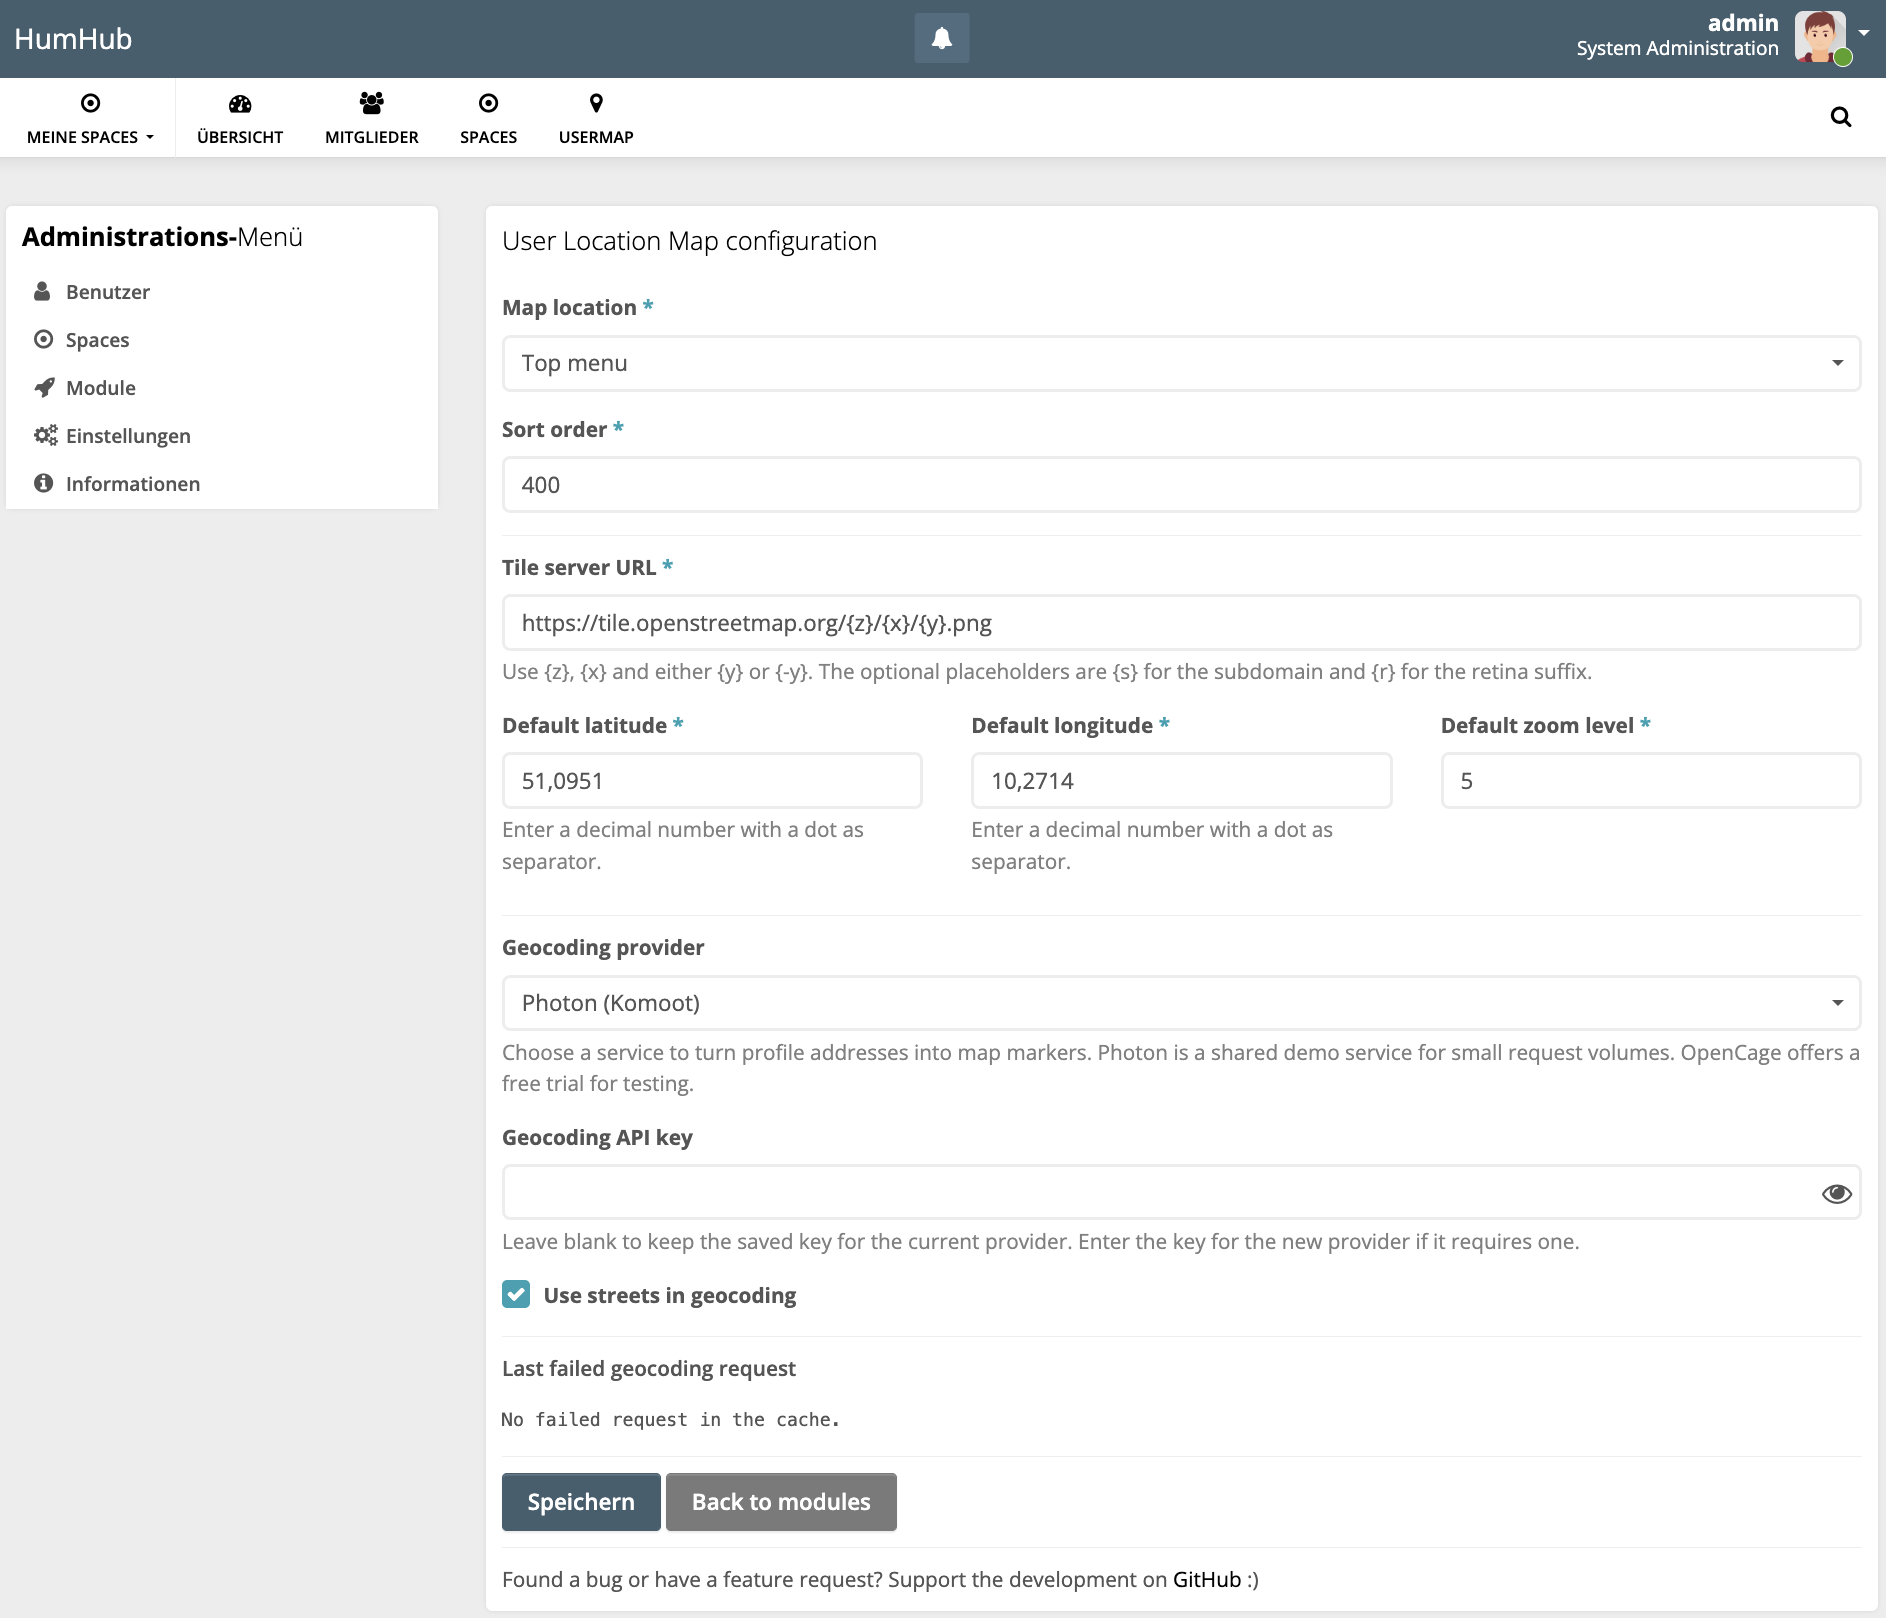 HumHub
admin
System Administration
MEINE SPACES
ÜBERSICHT
MITGLIEDER
SPACES
USERMAP
Administrations-Menü
Benutzer
Spaces
Module
Einstellungen
Informationen
User Location Map configuration
Map location *
Top menu
Sort order *
400
Tile server URL *
https://tile.openstreetmap.org/{z}/{x}/{y}.png
Use {z}, {x} and either {y} or {-y}. The optional placeholders are {s} for the subdomain and {r} for the retina suffix.
Default latitude *
51,0951
Enter a decimal number with a dot as
separator.
Default longitude *
10,2714
Enter a decimal number with a dot as
separator.
Default zoom level *
5
Geocoding provider
Photon (Komoot)
Choose a service to turn profile addresses into map markers. Photon is a shared demo service for small request volumes. OpenCage offers a
free trial for testing.
Geocoding API key
Leave blank to keep the saved key for the current provider. Enter the key for the new provider if it requires one.
Use streets in geocoding
Last failed geocoding request
No failed request in the cache.
Speichern
Back to modules
Found a bug or have a feature request? Support the development on GitHub :)